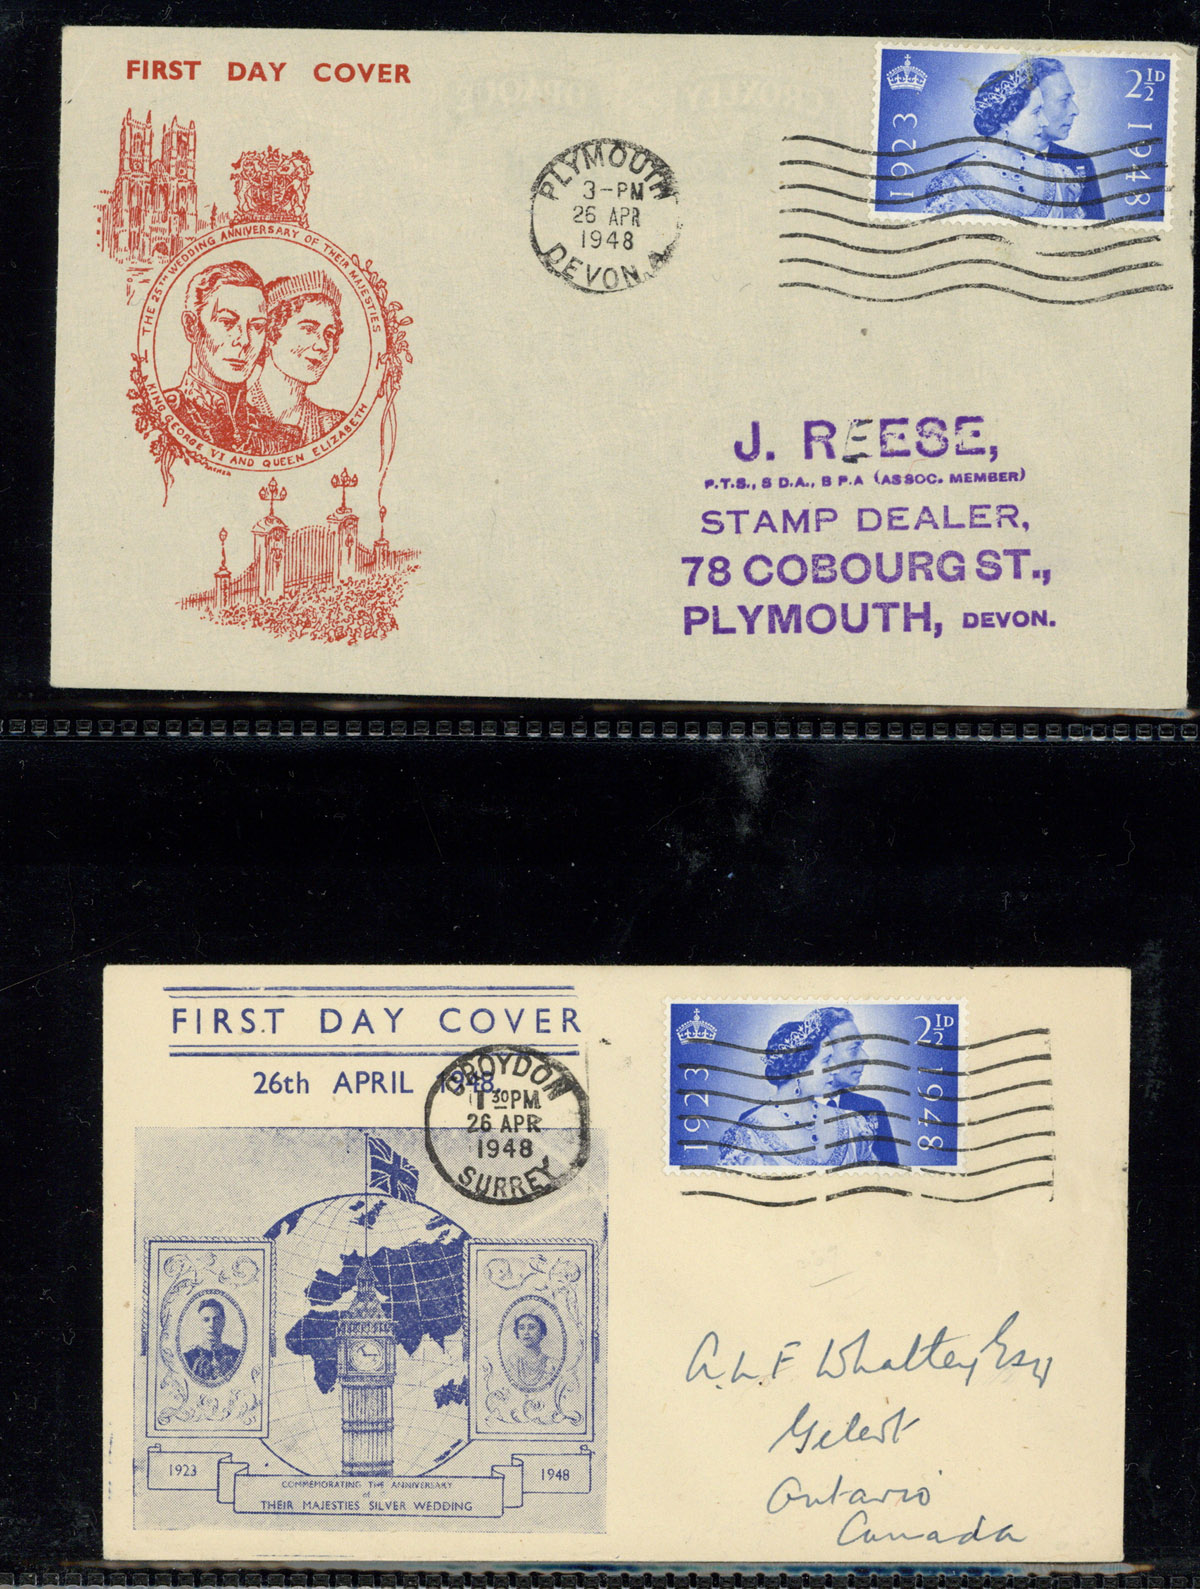 FIRST DAY COVER
THE 25TH WEDDING ANNIVERSARY OF THEIR MAJESTIES
KING GEORGE VI AND QUEEN ELIZABETH
PLYMOUTH
3-PM
26 APR
1948
DEVON. A
2½D
1923
1948
J. REESE,
P.T.S., S D.A., B P.A (ASSOC. MEMBER)
STAMP DEALER,
78 COBOURG ST.,
PLYMOUTH, DEVON.
FIRST DAY COVER
26th APRIL 1948.
CROYDON
1 30PM
26 APR
1948
SURREY
2½D
1923
1948
1923
1948
COMMEMORATING THE ANNIVERSARY
of
THEIR MAJESTIES SILVER WEDDING
A. L. F Whattey Esq
Ontario
Canada